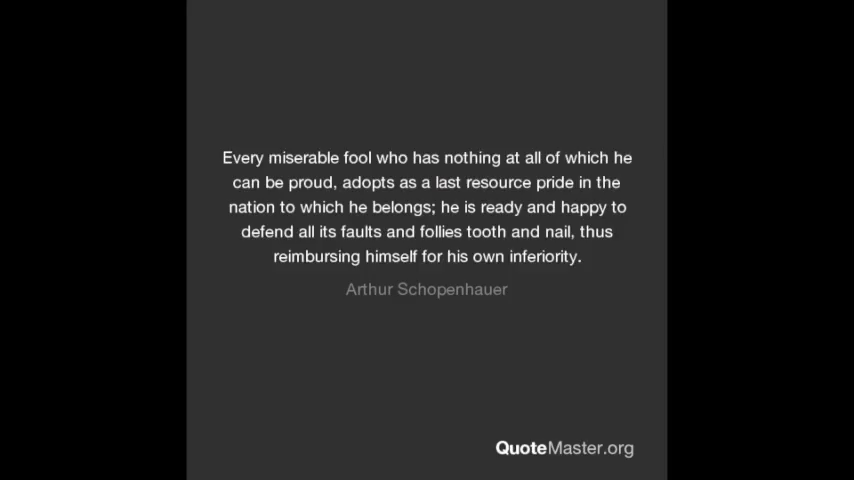 Every miserable fool who has nothing at all of which he
can be proud, adopts as a last resource pride in the
nation to which he belongs; he is ready and happy to
defend all its faults and follies tooth and nail, thus
reimbursing himself for his own inferiority.
Arthur Schopenhauer
QuoteMaster.org